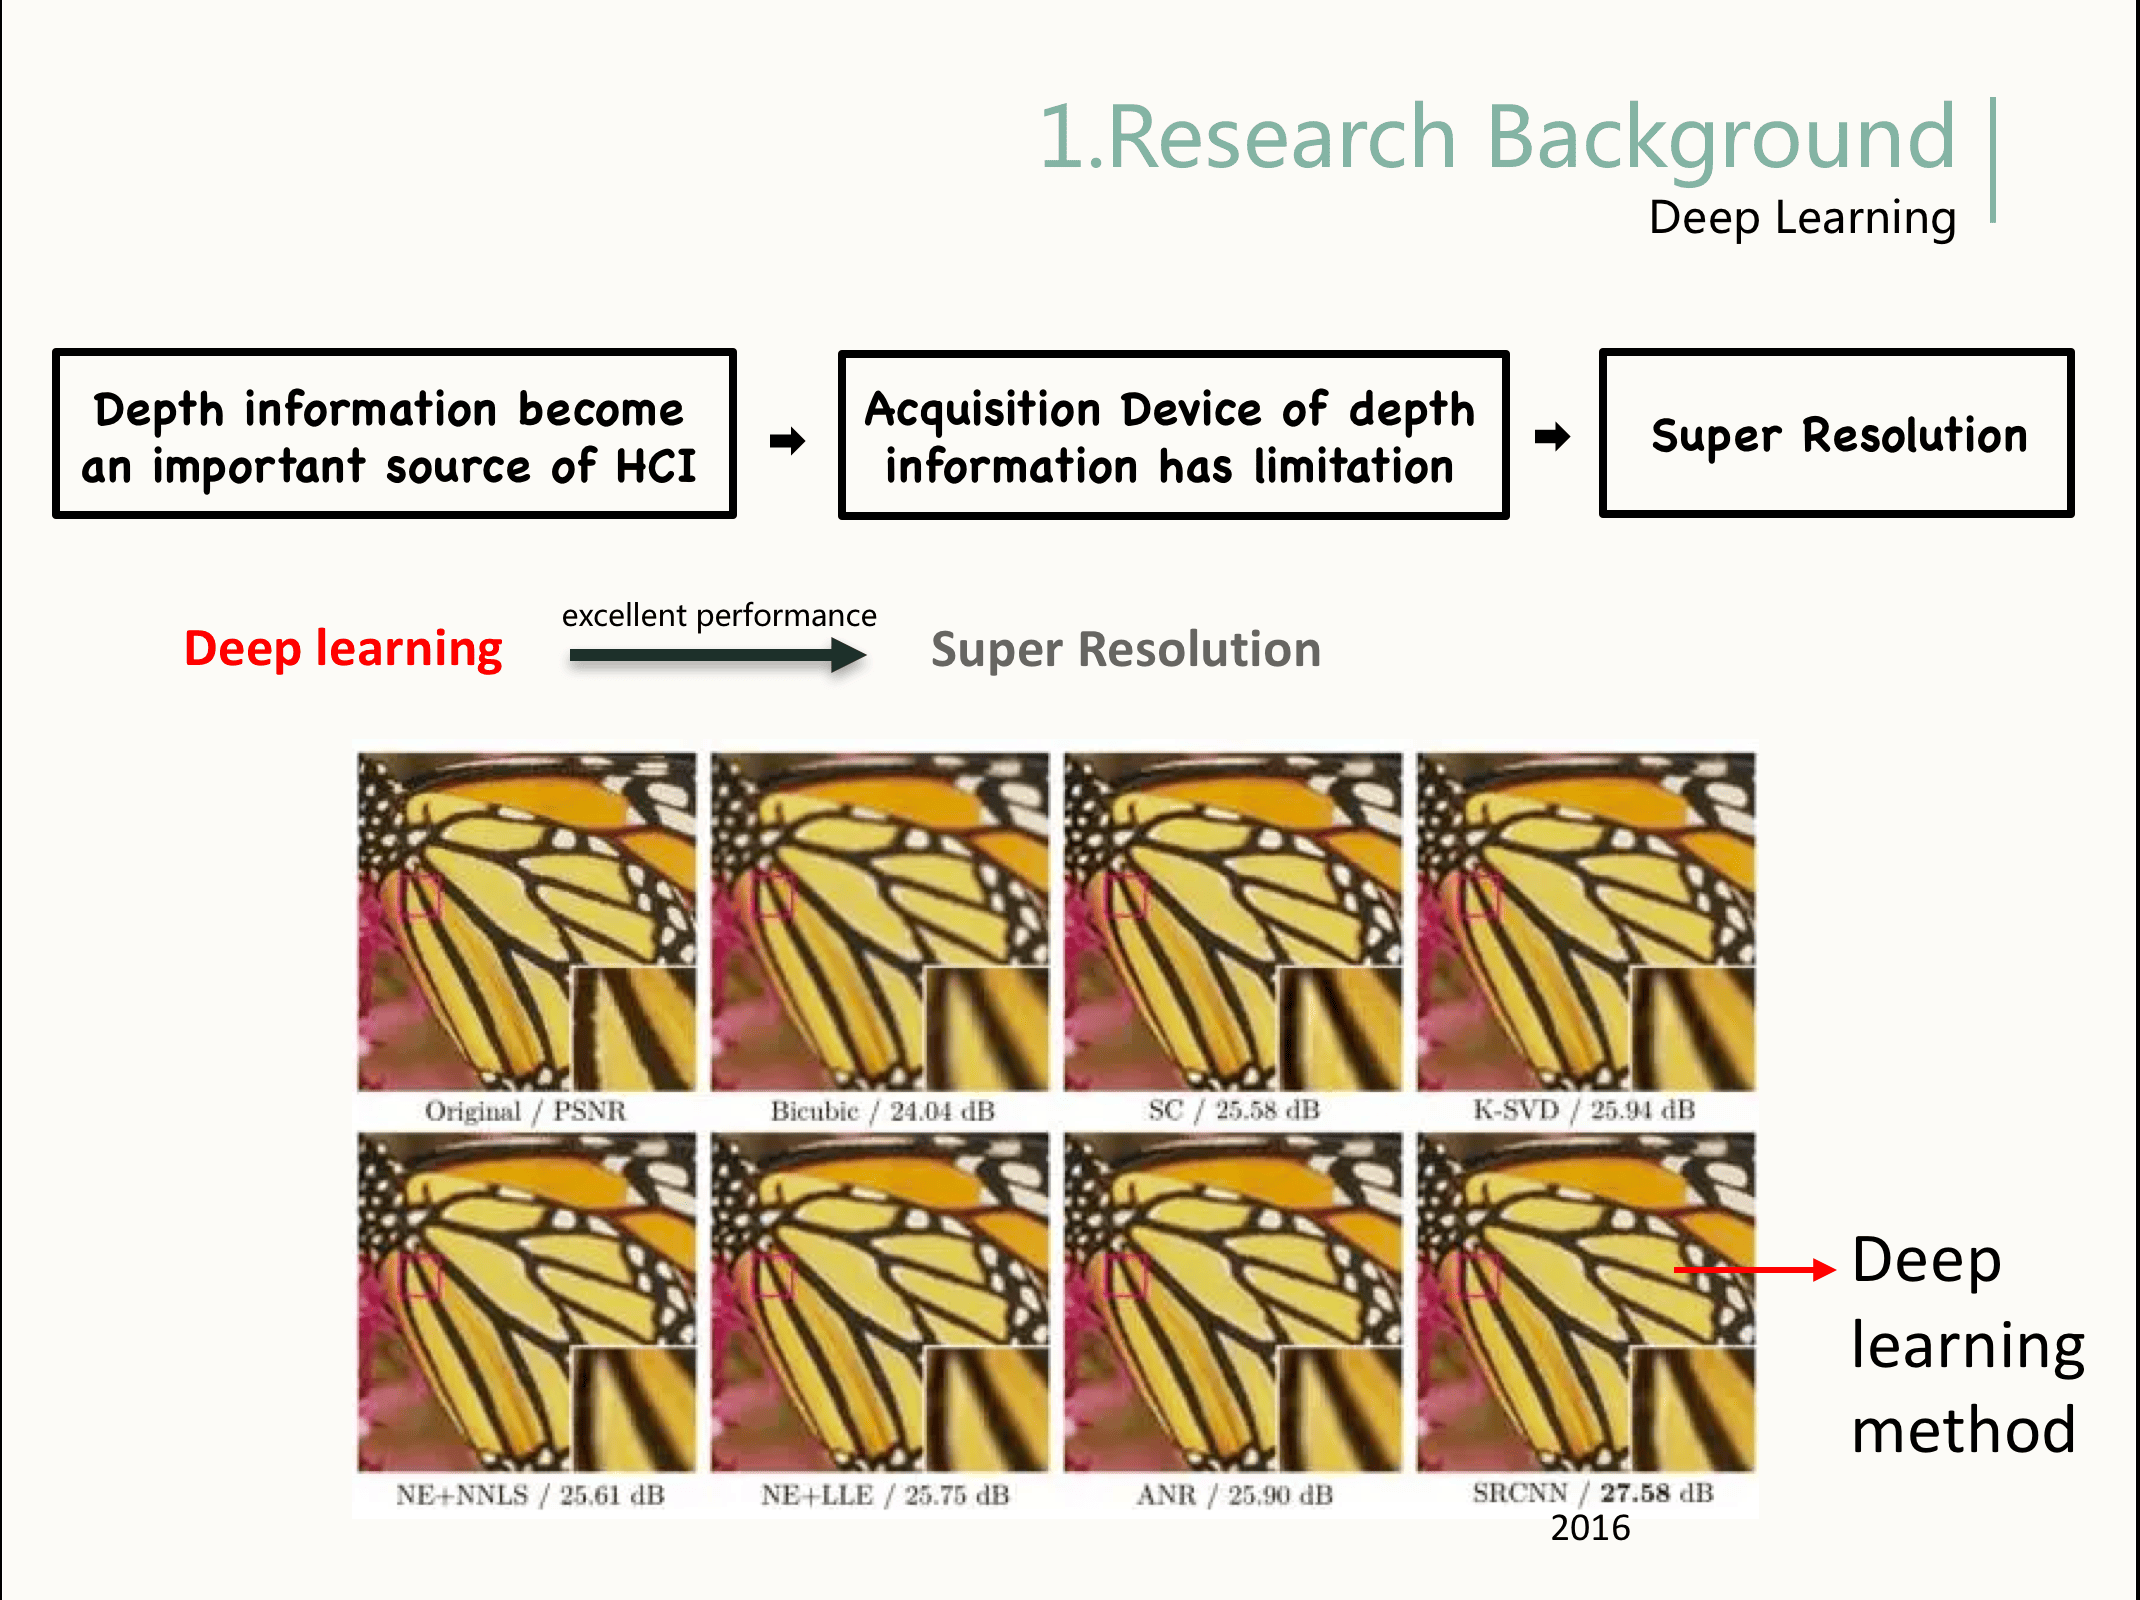 1.Research Background
Deep Learning
Depth information become
an important source of HCI
Acquisition Device of depth
information has limitation
Super Resolution
excellent performance
Deep learning
Super Resolution
Original / PSNR
Bicubic / 24.04 dB
SC / 25.58 dB
K-SVD / 25.94 dB
NE+NNLS / 25.61 dB
NE+LLE / 25.75 dB
ANR / 25.90 dB
SRCNN / 27.58 dB
2016
Deep
learning
method